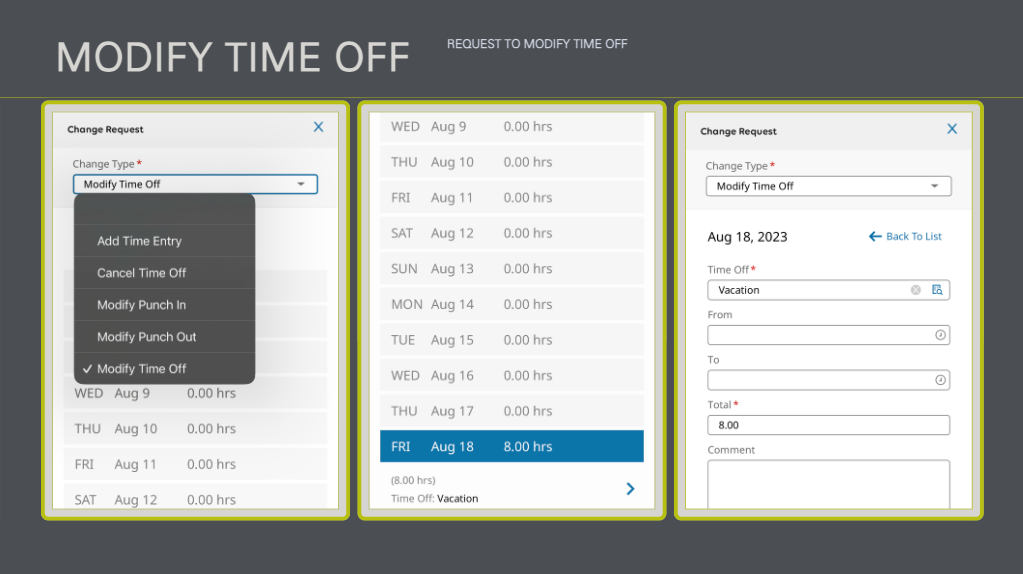 MODIFY TIME OFF
REQUEST TO MODIFY TIME OFF
Change Request X
Change Type *
Modify Time Off
Add Time Entry
Cancel Time Off
Modify Punch In
Modify Punch Out
✓ Modify Time Off
WED Aug 9 0.00 hrs
THU Aug 10 0.00 hrs
FRI Aug 11 0.00 hrs
SAT Aug 12 0.00 hrs
WED Aug 9 0.00 hrs
THU Aug 10 0.00 hrs
FRI Aug 11 0.00 hrs
SAT Aug 12 0.00 hrs
SUN Aug 13 0.00 hrs
MON Aug 14 0.00 hrs
TUE Aug 15 0.00 hrs
WED Aug 16 0.00 hrs
THU Aug 17 0.00 hrs
FRI Aug 18 8.00 hrs
(8.00 hrs)
Time Off: Vacation
Change Request X
Change Type *
Modify Time Off
Aug 18, 2023 ← Back To List
Time Off *
Vacation
From
To
Total *
8.00
Comment